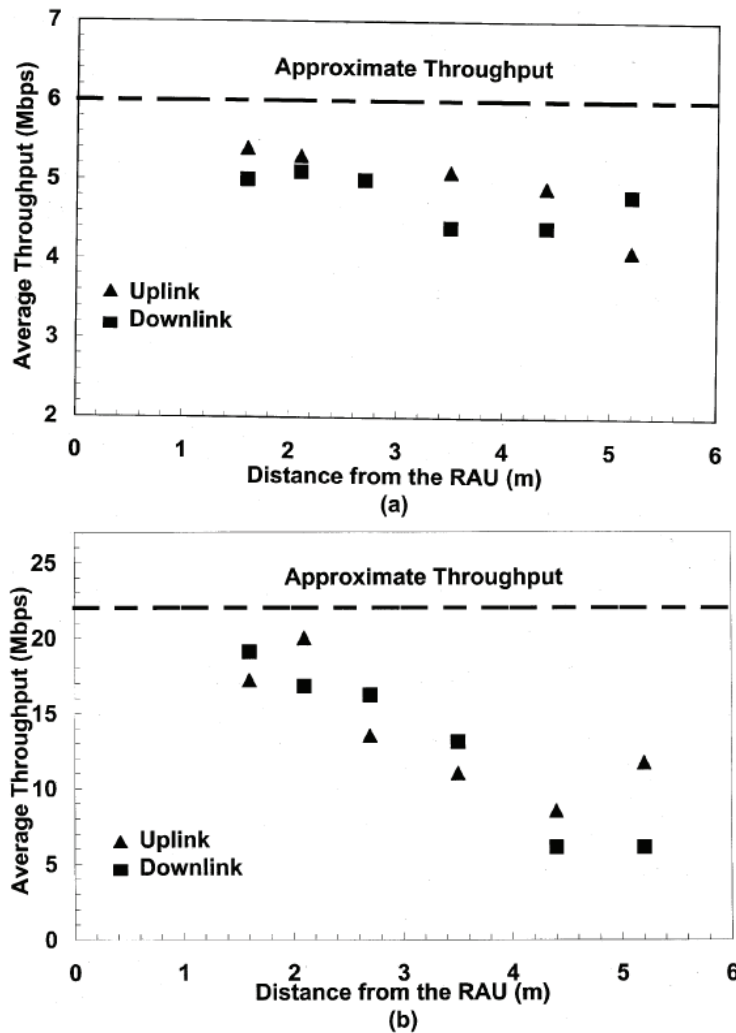 7
6
5
4
3
2
Average Throughput (Mbps)
Approximate Throughput
Uplink
Downlink
0 1 2 3 4 5 6
Distance from the RAU (m)
(a)
25
20
15
10
5
0
Average Throughput (Mbps)
Approximate Throughput
Uplink
Downlink
0 1 2 3 4 5 6
Distance from the RAU (m)
(b)